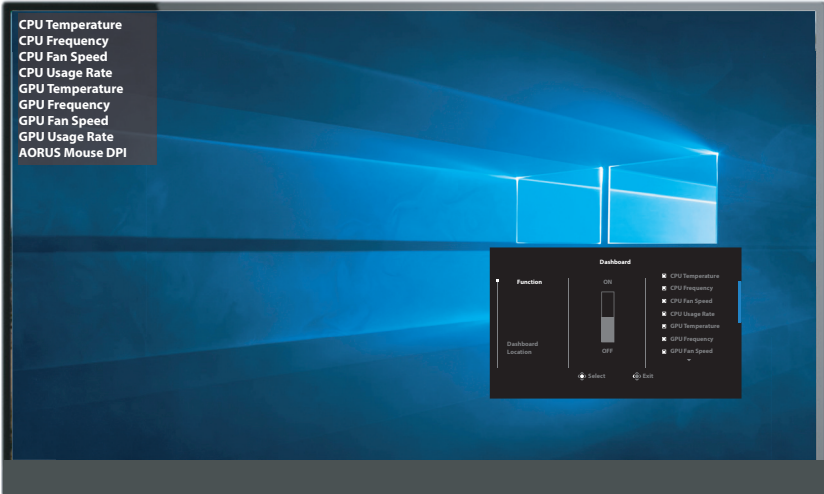 CPU Temperature
CPU Frequency
CPU Fan Speed
CPU Usage Rate
GPU Temperature
GPU Frequency
GPU Fan Speed
GPU Usage Rate
AORUS Mouse DPI
Dashboard
Function
Dashboard
Location
ON
OFF
CPU Temperature
CPU Frequency
CPU Fan Speed
CPU Usage Rate
GPU Temperature
GPU Frequency
GPU Fan Speed
Select
Exit